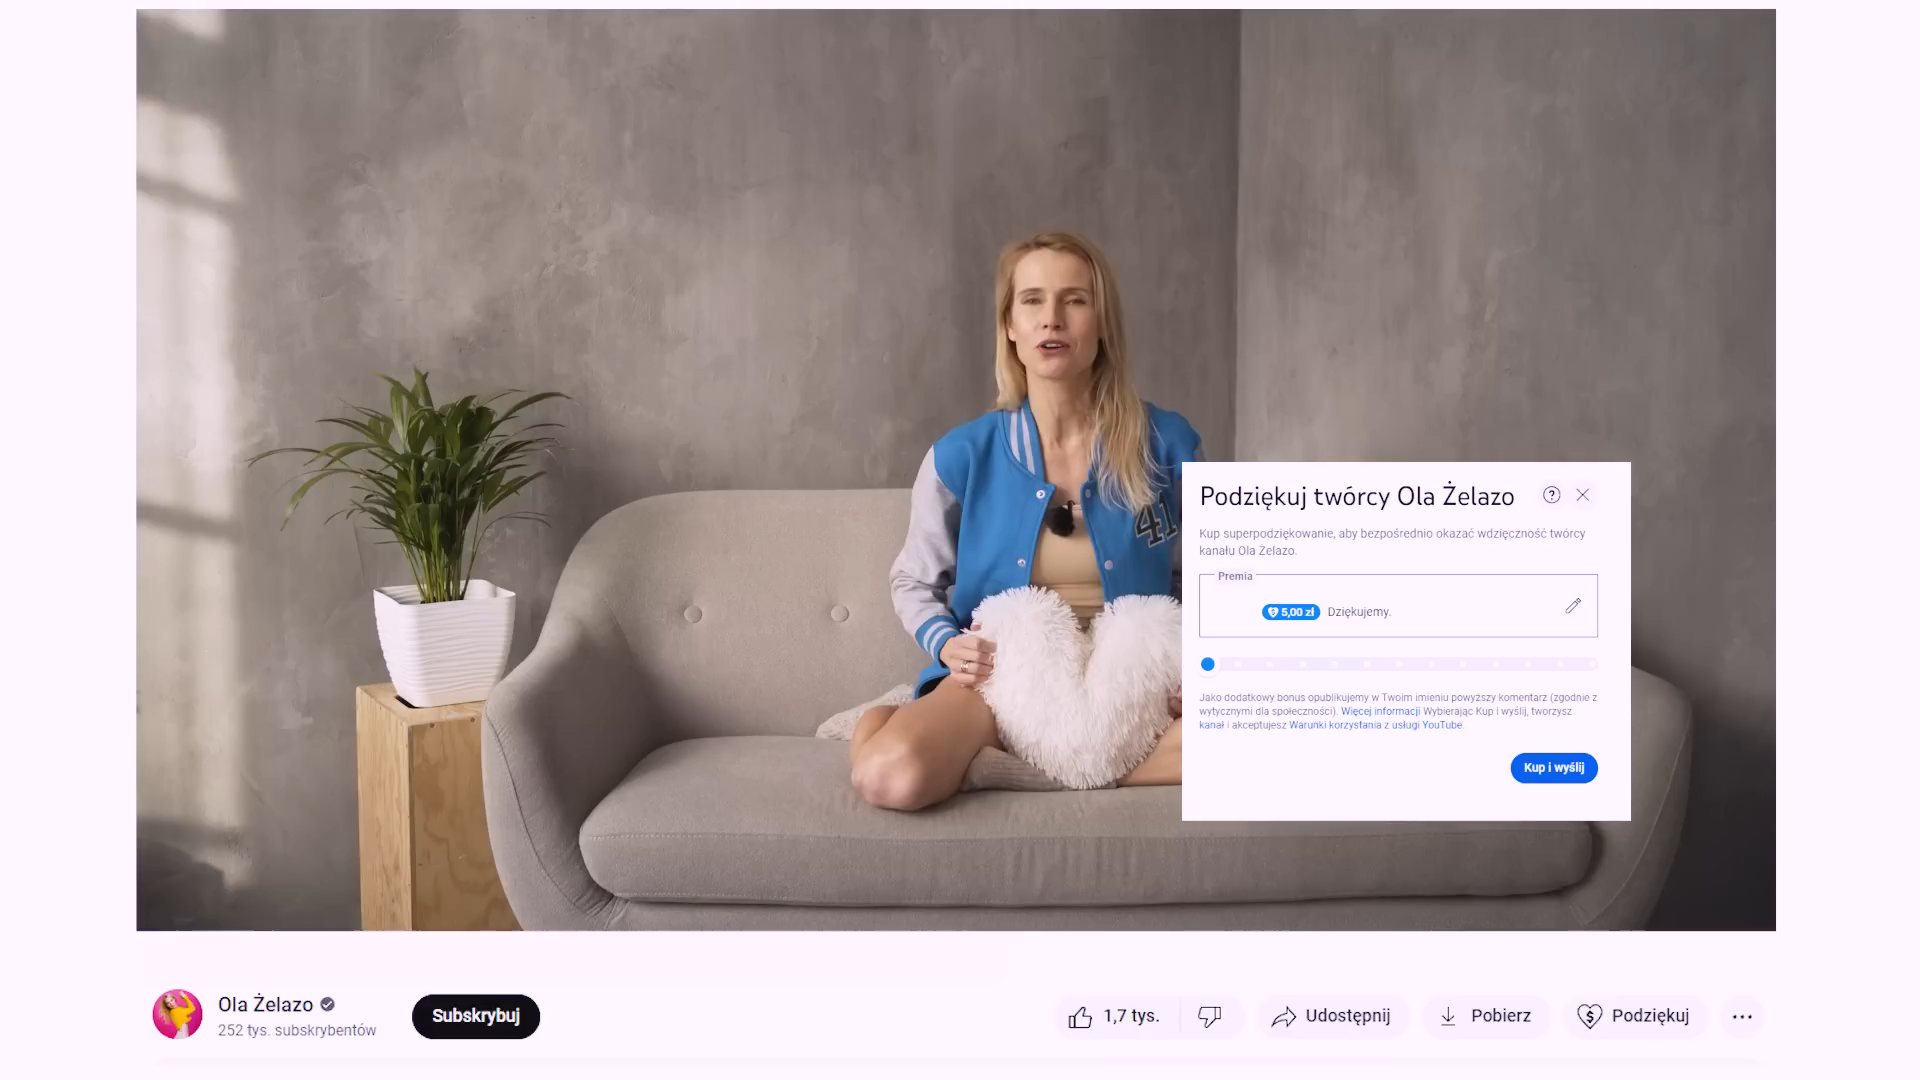 41
Podziękuj twórcy Ola Żelazo
Kup superpodziękowanie, aby bezpośrednio okazać wdzięczność twórcy
kanału Ola Żelazo.
Premia
5,00 zł Dziękujemy.
Jako dodatkowy bonus opublikujemy w Twoim imieniu powyższy komentarz (zgodnie z
wytycznymi dla społeczności). Więcej informacji Wybierając Kup i wyślij, tworzysz
kanał i akceptujesz Warunki korzystania z usługi YouTube.
Kup i wyślij
Ola Żelazo
252 tys. subskrybentów
Subskrybuj
1,7 tys.
Udostępnij
Pobierz
Podziękuj